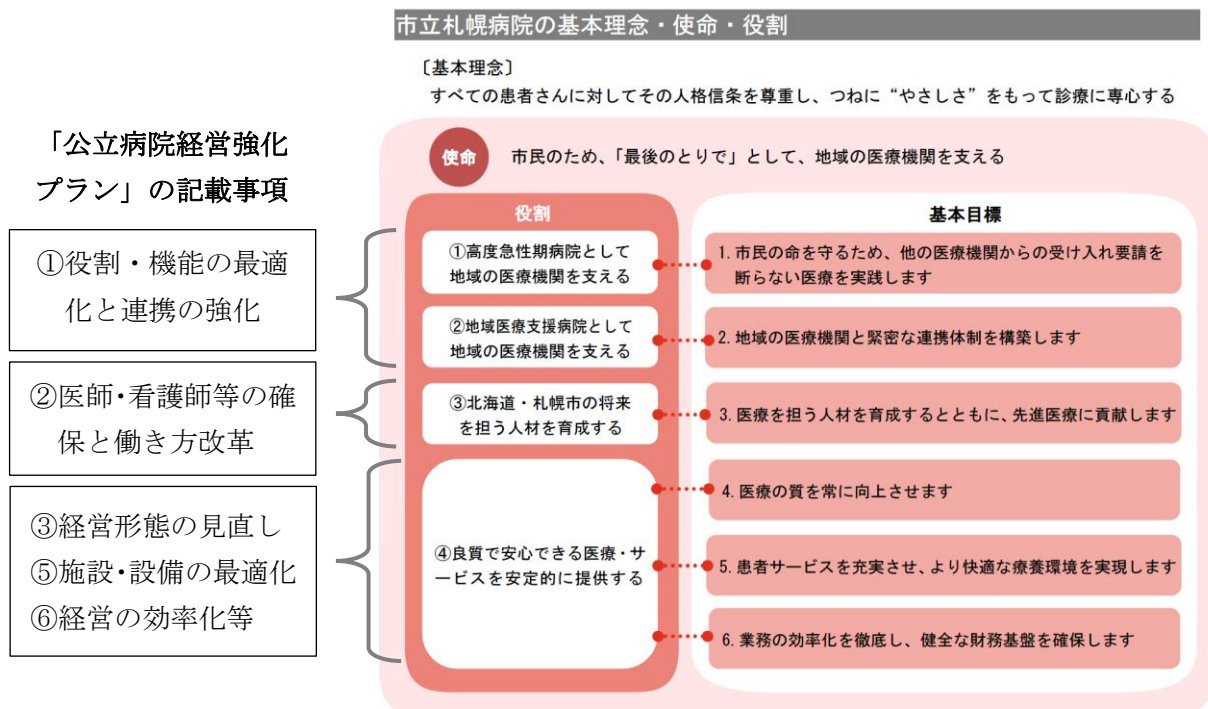 市立札幌病院の基本理念・使命・役割
〔基本理念〕
すべての患者さんに対してその人格信条を尊重し、つねに“やさしさ”をもって診療に専心する
「公立病院経営強化
プラン」の記載事項
①役割・機能の最適
化と連携の強化
②医師・看護師等の確
保と働き方改革
③経営形態の見直し
⑤施設・設備の最適化
⑥経営の効率化等
使命
市民のため、「最後のとりで」として、地域の医療機関を支える
役割
①高度急性期病院として
地域の医療機関を支える
②地域医療支援病院として
地域の医療機関を支える
③北海道・札幌市の将来
を担う人材を育成する
④良質で安心できる医療・サ
ービスを安定的に提供する
基本目標
1. 市民の命を守るため、他の医療機関からの受け入れ要請を
断らない医療を実践します
2. 地域の医療機関と緊密な連携体制を構築します
3. 医療を担う人材を育成するとともに、先進医療に貢献します
4. 医療の質を常に向上させます
5. 患者サービスを充実させ、より快適な療養環境を実現します
6. 業務の効率化を徹底し、健全な財務基盤を確保します